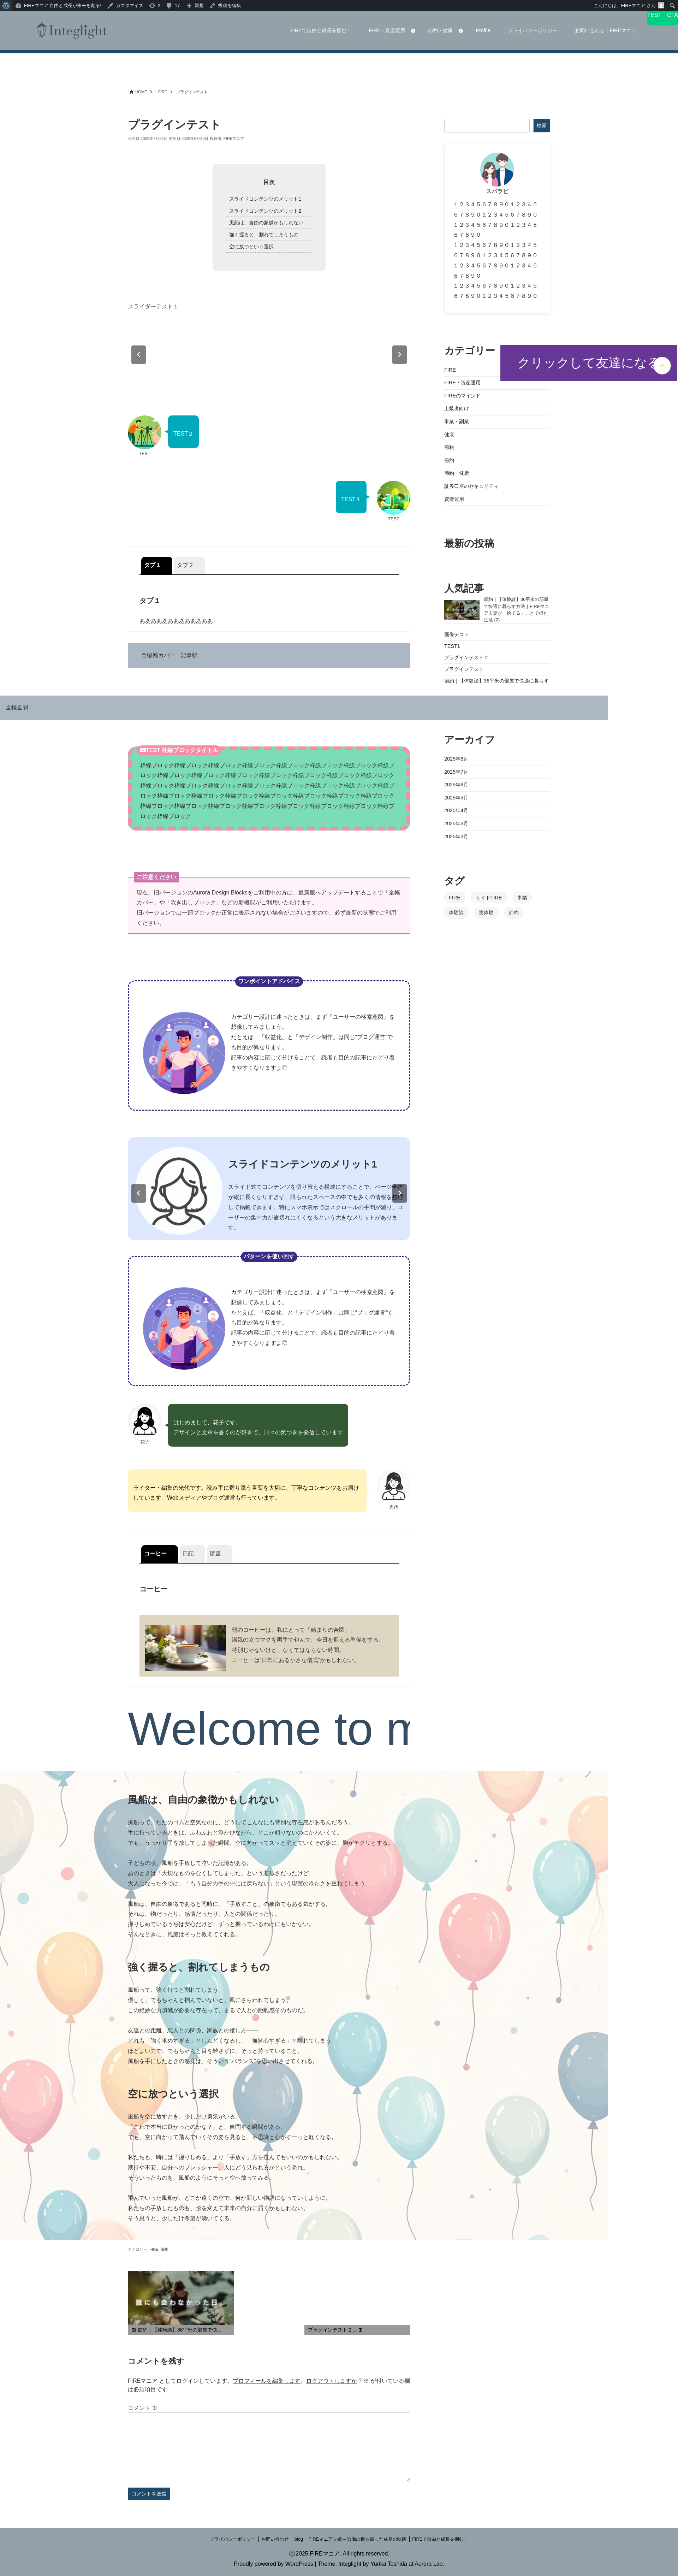 FIREマニア 自由と成長が未来を創る!
カスタマイズ
2
17
新規
投稿を編集
こんにちは、FIREマニア さん
TEST CTA
Integlight
FIREで自由と成長を掴む！
FIRE・資産運用
節約・健康
Profile
プライバシーポリシー
お問い合わせ｜FIREマニア
HOME
FIRE
プラグインテスト
プラグインテスト
公開日:2025年7月22日 更新日:2025年9月30日 投稿者: FIREマニア
目次
スライドコンテンツのメリット1
スライドコンテンツのメリット2
風船は、自由の象徴かもしれない
強く握ると、割れてしまうもの
空に放つという選択
スライダーテスト１
TEST２
TEST
TEST１
TEST
タブ１
タブ２
タブ１
あああああああああああああ
全幅幅カバー　記事幅
全幅全開
TEST 枠線ブロックタイトル
枠線ブロック枠線ブロック枠線ブロック枠線ブロック枠線ブロック枠線ブロック枠線ブロック枠線ブ
ロック枠線ブロック枠線ブロック枠線ブロック枠線ブロック枠線ブロック枠線ブロック枠線ブロック
枠線ブロック枠線ブロック枠線ブロック枠線ブロック枠線ブロック枠線ブロック枠線ブロック枠線ブ
ロック枠線ブロック枠線ブロック枠線ブロック枠線ブロック枠線ブロック枠線ブロック枠線ブロック
枠線ブロック枠線ブロック枠線ブロック枠線ブロック枠線ブロック枠線ブロック枠線ブロック枠線ブ
ロック枠線ブロック
ご注意ください
現在、旧バージョンのAurora Design Blocksをご利用中の方は、最新版へアップデートすることで「全幅
カバー」や「吹き出しブロック」などの新機能がご利用いただけます。
旧バージョンでは一部ブロックが正常に表示されない場合がございますので、必ず最新の状態でご利用
ください。
ワンポイントアドバイス
カテゴリー設計に迷ったときは、まず「ユーザーの検索意図」を
想像してみましょう。
たとえば、「収益化」と「デザイン制作」は同じ"ブログ運営"で
も目的が異なります。
記事の内容に応じて分けることで、読者も目的の記事にたどり着
きやすくなりますよ◎
スライドコンテンツのメリット1
スライド式でコンテンツを切り替える構成にすることで、ページ全体
が縦に長くなりすぎず、限られたスペースの中でも多くの情報を整理し
て掲載できます。特にスマホ表示ではスクロールの手間が減り、ユ
ーザーの集中力が途切れにくくなるという大きなメリットがありま
す。
パターンを使い回す
カテゴリー設計に迷ったときは、まず「ユーザーの検索意図」を
想像してみましょう。
たとえば、「収益化」と「デザイン制作」は同じ"ブログ運営"で
も目的が異なります。
記事の内容に応じて分けることで、読者も目的の記事にたどり着
きやすくなりますよ◎
はじめまして、花子です。
デザインと文章を書くのが好きで、日々の気づきを発信しています
花子
ライター・編集の光代です。読み手に寄り添う言葉を大切に、丁寧なコンテンツをお届け
しています。Webメディアやブログ運営も行っています。
光代
コーヒー
日記
読書
コーヒー
朝のコーヒーは、私にとって「始まりの合図」。
湯気の立つマグを両手で包んで、今日を迎える準備をする。
特別じゃないけど、なくてはならない時間。
コーヒーは"日常にある小さな儀式"かもしれない。
Welcome to m
風船は、自由の象徴かもしれない
風船って、ただのゴムと空気なのに、どうしてこんなにも特別な存在感があるんだろう。
手に持っているときは、ふわふわと浮かびながら、どこか頼りないのにかわいくて。
でも、うっかり手を放してしまった瞬間、空に向かってスッと消えていくその姿に、胸がチクリとする。
子どもの頃、風船を手放して泣いた記憶がある。
あのときは「大切なものをなくしてしまった」という悲しさだったけど、
大人になった今では、「もう自分の手の中には戻らない」という現実の冷たさを重ねてしまう。
風船は、自由の象徴であると同時に、「手放すこと」の象徴でもある気がする。
それは、物だったり、感情だったり、人との関係だったり。
握りしめているうちは安心だけど、ずっと握っているわけにもいかない。
そんなときに、風船はそっと教えてくれる。
強く握ると、割れてしまうもの
風船って、強く持つと割れてしまう。
優しく、でもちゃんと掴んでいないと、風にさらわれてしまう。
この絶妙な力加減が必要な存在って、まるで人との距離感そのものだ。
友達との距離、恋人との関係、家族との接し方――
どれも「強く求めすぎる」と苦しくなるし、「無関心すぎる」と離れてしまう。
ほどよい力で、でもちゃんと目を離さずに、そっと持っていること。
風船を手にしたときの感覚は、そういう"バランス"を思い出させてくれる。
空に放つという選択
風船を空に放すとき、少しだけ勇気がいる。
「これで本当に良かったのかな？」と、自問する瞬間がある。
でも、空に向かって飛んでいくその姿を見ると、不思議と心がすーっと軽くなる。
私たちも、時には「握りしめる」より「手放す」方を選んでもいいのかもしれない。
期待や不安、自分へのプレッシャー、人にどう見られるかという恐れ。
そういったものを、風船のようにそっと空へ放ってみる。
飛んでいった風船が、どこか遠くの空で、何か新しい物語になっていくように。
私たちの手放したものも、形を変えて未来の自分に届くかもしれない。
そう思うと、少しだけ希望が湧いてくる。
カテゴリー: FIRE, 編集
誰にも会わなかった日
節約｜【体験談】36平米の部屋で快...
プラグインテスト２...
コメントを残す
FIREマニア としてログインしています。プロフィールを編集します。ログアウトしますか ? ※ が付いている欄
は必須項目です
コメント ※
コメントを送信
検索
スバラビ
１２３４５６７８９０１２３４５
６７８９０１２３４５６７８９０
１２３４５６７８９０１２３４５
６７８９０
１２３４５６７８９０１２３４５
６７８９０１２３４５６７８９０
１２３４５６７８９０１２３４５
６７８９０
１２３４５６７８９０１２３４５
６７８９０１２３４５６７８９０
カテゴリー
クリックして友達になる
FIRE
FIRE・資産運用
FIREのマインド
上級者向け
事業・副業
健康
節税
節約
節約・健康
証券口座のセキュリティ
資産運用
最新の投稿
人気記事
節約｜【体験談】36平米の部屋
で快適に暮らす方法｜FIREマニ
ア夫妻が「捨てる」ことで得た
生活 (2)
画像テスト
TEST1
プラグインテスト２
プラグインテスト
節約｜【体験談】36平米の部屋で快適に暮らす
アーカイブ
2025年8月
2025年7月
2025年6月
2025年5月
2025年4月
2025年3月
2025年2月
タグ
FIRE
サイドFIRE
事業
体験談
実体験
節約
プライバシーポリシー
お問い合わせ
blog
FIREマニア夫婦 – 労働の檻を破った成長の軌跡
FIREで自由と成長を掴む！
Ⓒ2025 FIREマニア. All rights reserved.
Proudly powered by WordPress | Theme: Integlight by Yurika Toshida at Aurora Lab.